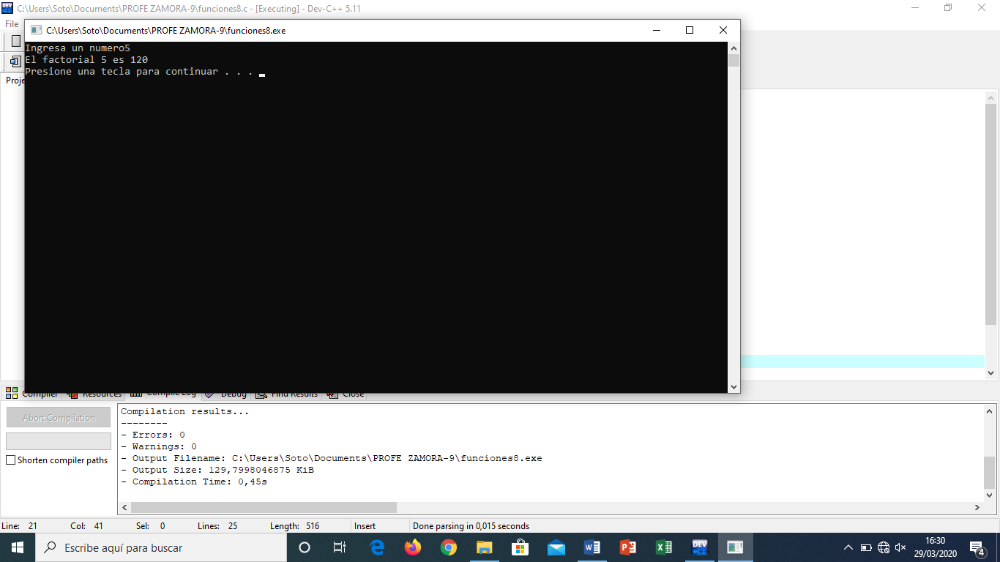 C:\Users\Soto\Documents\PROFE ZAMORA-9\funciones8.c - [Executing] - Dev-C++ 5.11
File
C:\Users\Soto\Documents\PROFE ZAMORA-9\funciones8.exe
Ingresa un numero5
El factorial 5 es 120
Presione una tecla para continuar . . .
Proje
Compiler Resources Compile Log Debug Find Results Close
Abort Compilation
Shorten compiler paths
Compilation results...
--------
- Errors: 0
- Warnings: 0
- Output Filename: C:\Users\Soto\Documents\PROFE ZAMORA-9\funciones8.exe
- Output Size: 129,7998046875 KiB
- Compilation Time: 0,45s
Line: 21 Col: 41 Sel: 0 Lines: 25 Length: 516 Insert Done parsing in 0,015 seconds
Escribe aquí para buscar
16:30
29/03/2020
4